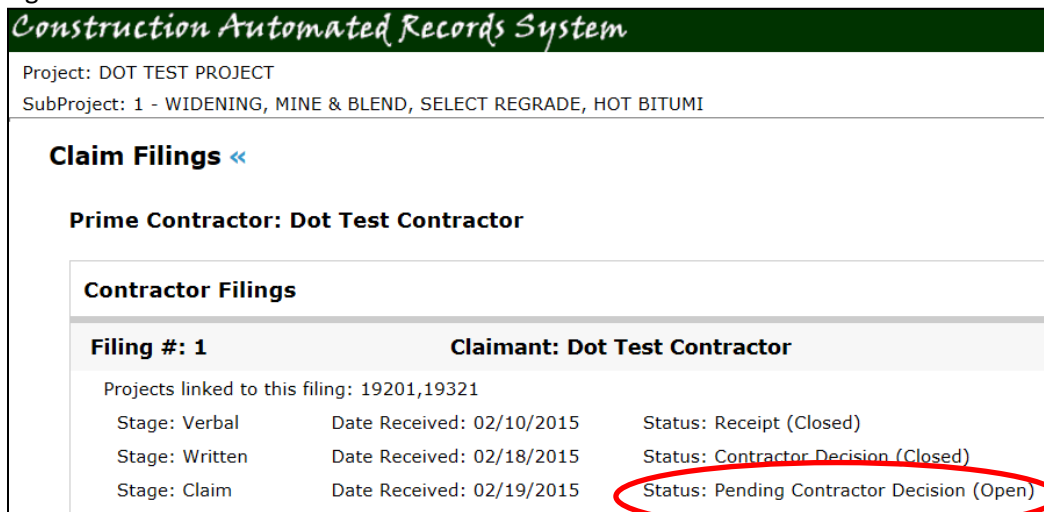 Construction Automated Records System
Project: DOT TEST PROJECT
SubProject: 1 - WIDENING, MINE & BLEND, SELECT REGRADE, HOT BITUMI
Claim Filings «
Prime Contractor: Dot Test Contractor
Contractor Filings
Filing #: 1 Claimant: Dot Test Contractor
Projects linked to this filing: 19201,19321
Stage: Verbal Date Received: 02/10/2015 Status: Receipt (Closed)
Stage: Written Date Received: 02/18/2015 Status: Contractor Decision (Closed)
Stage: Claim Date Received: 02/19/2015 Status: Pending Contractor Decision (Open)